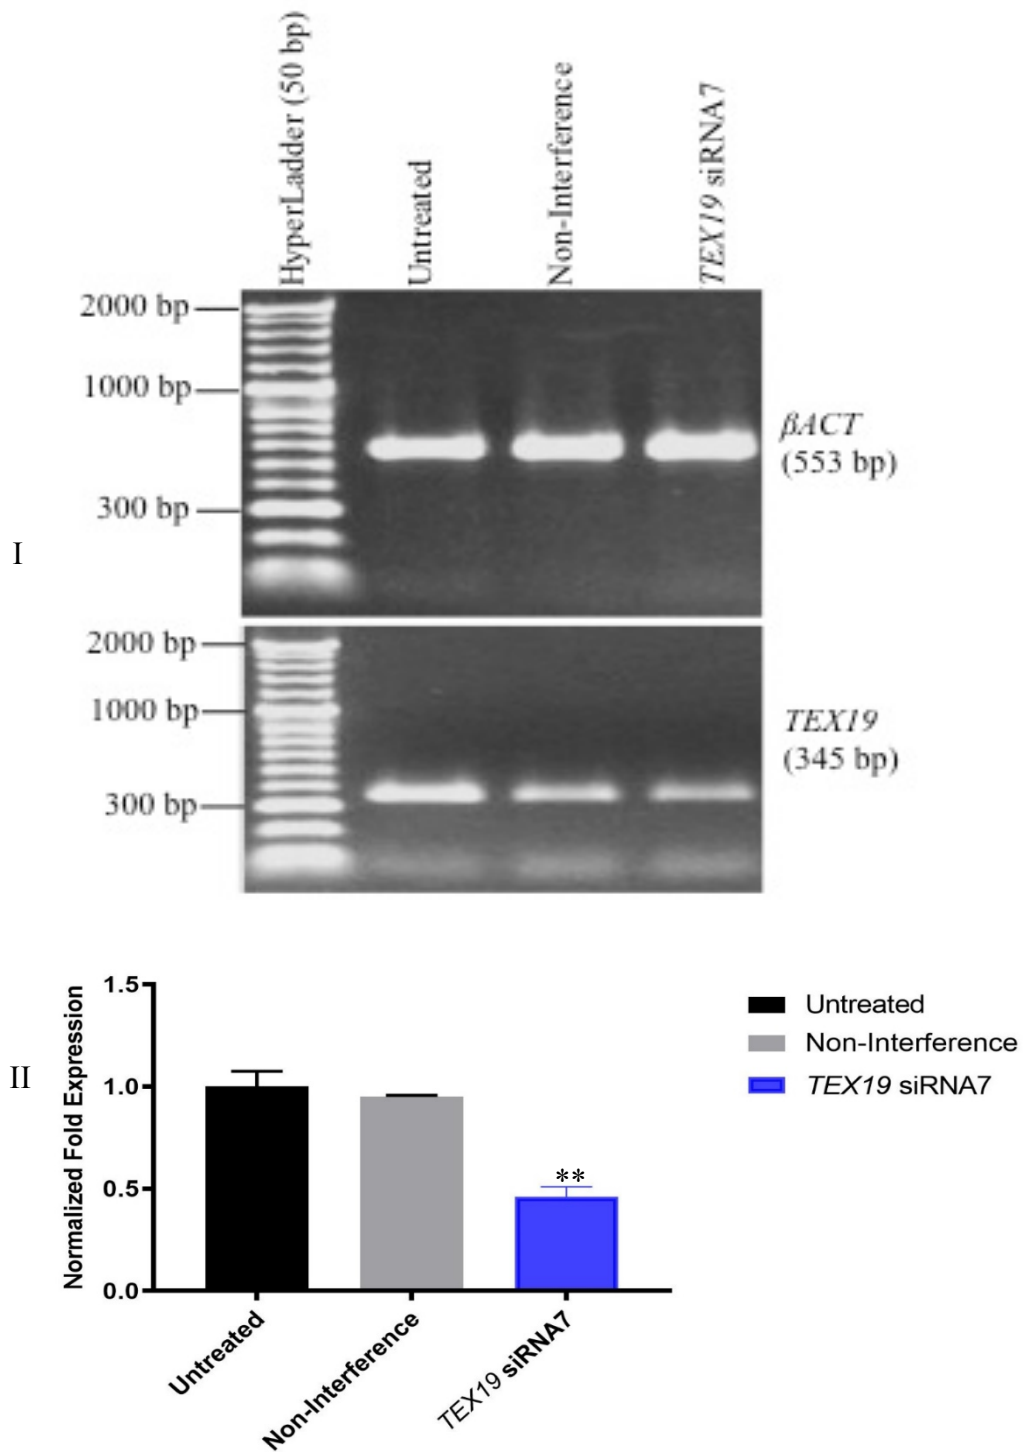 HyperLadder (50 bp)
Untreated
Non-Interference
TEX19 siRNA7
2000 bp
1000 bp
300 bp
βACT
(553 bp)
I
2000 bp
1000 bp
300 bp
TEX19
(345 bp)
II
Normalized Fold Expression
1.5
1.0
0.5
0.0
**
Untreated
Non-Interference
TEX19 siRNA7
Untreated
Non-Interference
TEX19 siRNA7